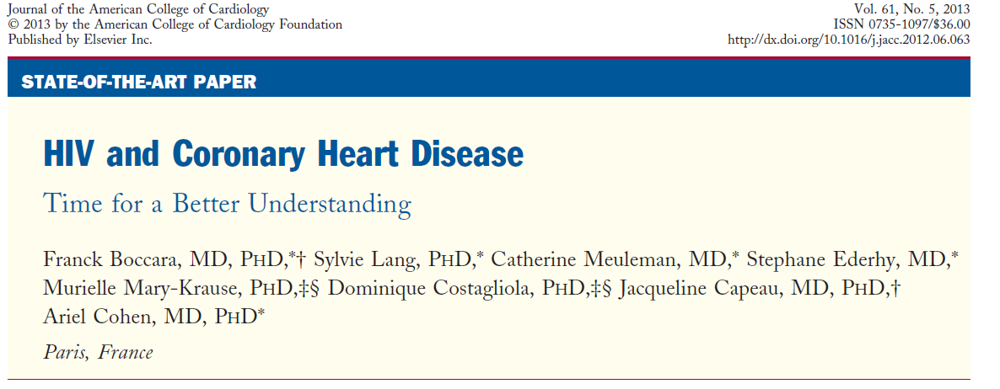 Journal of the American College of Cardiology
© 2013 by the American College of Cardiology Foundation
Published by Elsevier Inc.
Vol. 61, No. 5, 2013
ISSN 0735-1097/$36.00
http://dx.doi.org/10.1016/j.jacc.2012.06.063
STATE-OF-THE-ART PAPER
HIV and Coronary Heart Disease
Time for a Better Understanding
Franck Boccara, MD, PHD,*† Sylvie Lang, PHD,* Catherine Meuleman, MD,* Stephane Ederhy, MD,*
Murielle Mary-Krause, PHD,‡§ Dominique Costagliola, PHD,‡§ Jacqueline Capeau, MD, PHD,†
Ariel Cohen, MD, PHD*
Paris, France